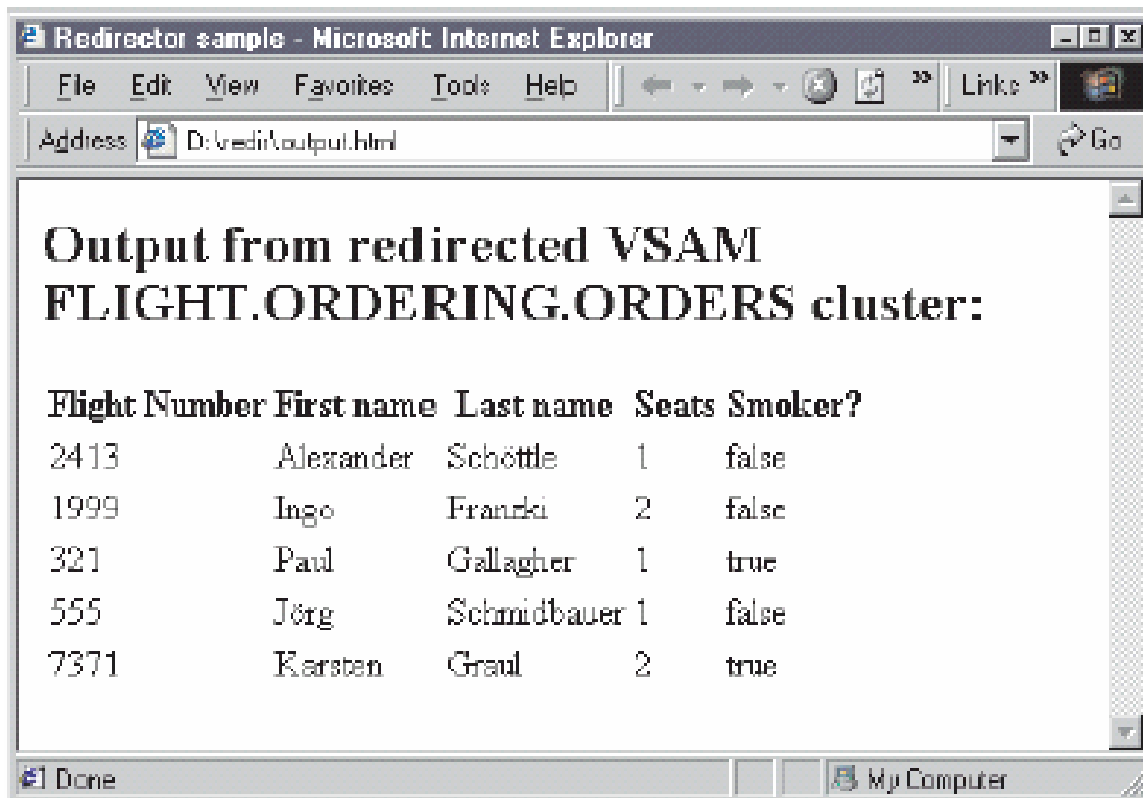 Redirector sample - Microsoft Internet Explorer
File Edit View Favorites Tools Help » Links »
Address D:\redir\output.html Go
Output from redirected VSAM
FLIGHT.ORDERING.ORDERS cluster:
Flight Number First name Last name Seats Smoker?
2413 Alexander Schöttle 1 false
1999 Ingo Franzki 2 false
321 Paul Gallagher 1 true
555 Jörg Schmidbauer 1 false
7371 Karsten Graul 2 true
Done My Computer